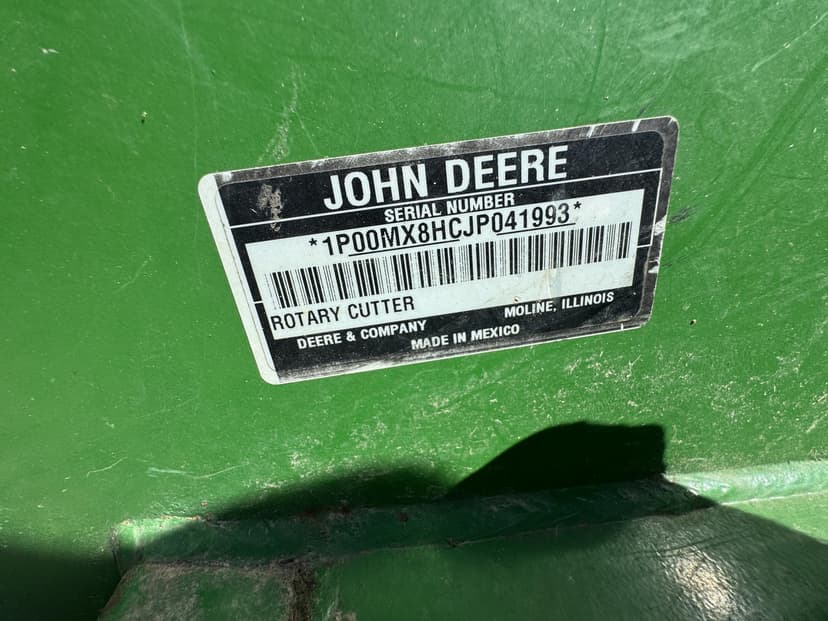 JOHN DEERE
SERIAL NUMBER
*1P00MX8HCJP041993*
ROTARY CUTTER
DEERE & COMPANY MOLINE, ILLINOIS
MADE IN MEXICO